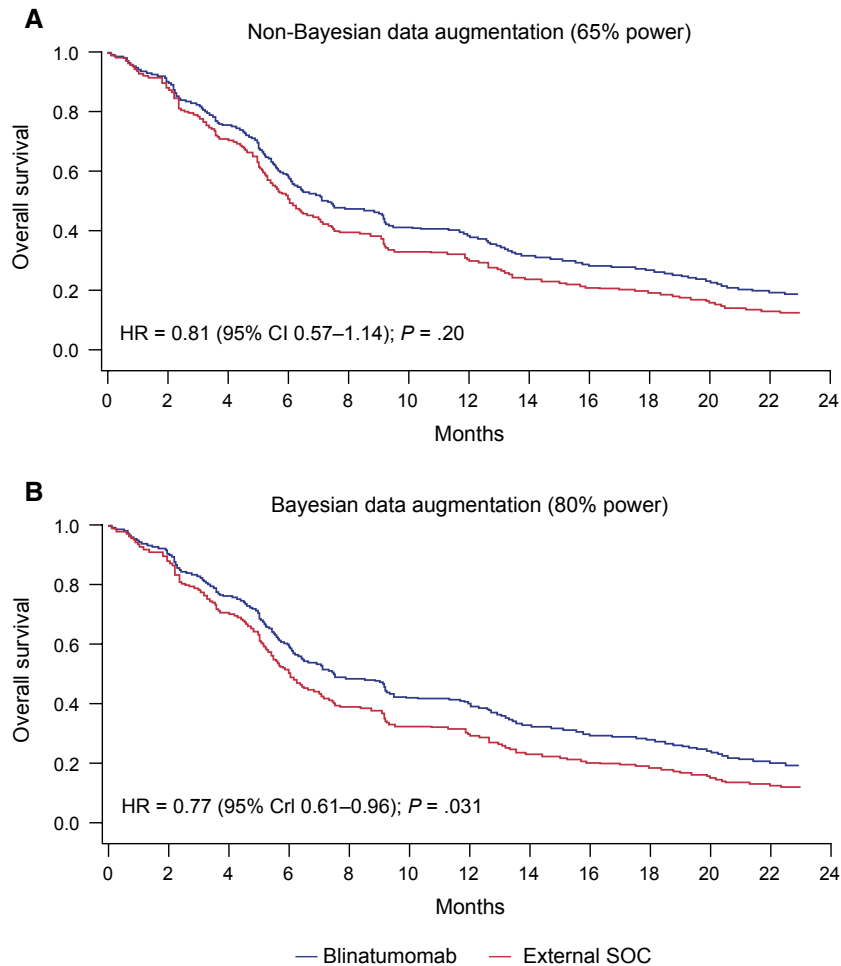 A
Non-Bayesian data augmentation (65% power)
1.0
0.8
0.6
0.4
0.2
0.0
Overall survival
HR = 0.81 (95% CI 0.57–1.14); P = .20
0 2 4 6 8 10 12 14 16 18 20 22 24
Months
B
Bayesian data augmentation (80% power)
1.0
0.8
0.6
0.4
0.2
0.0
Overall survival
HR = 0.77 (95% CrI 0.61–0.96); P = .031
0 2 4 6 8 10 12 14 16 18 20 22 24
Months
Blinatumomab External SOC